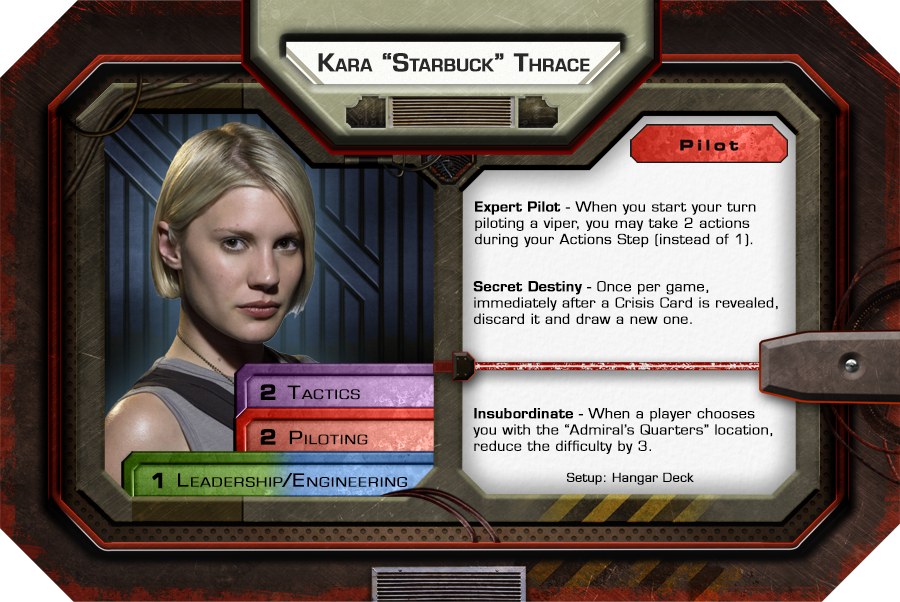 Kara “Starbuck” Thrace
Pilot
Expert Pilot - When you start your turn
piloting a viper, you may take 2 actions
during your Actions Step (instead of 1).
Secret Destiny - Once per game,
immediately after a Crisis Card is revealed,
discard it and draw a new one.
2 Tactics
2 Piloting
1 Leadership/Engineering
Insubordinate - When a player chooses
you with the “Admiral’s Quarters” location,
reduce the difficulty by 3.
Setup: Hangar Deck